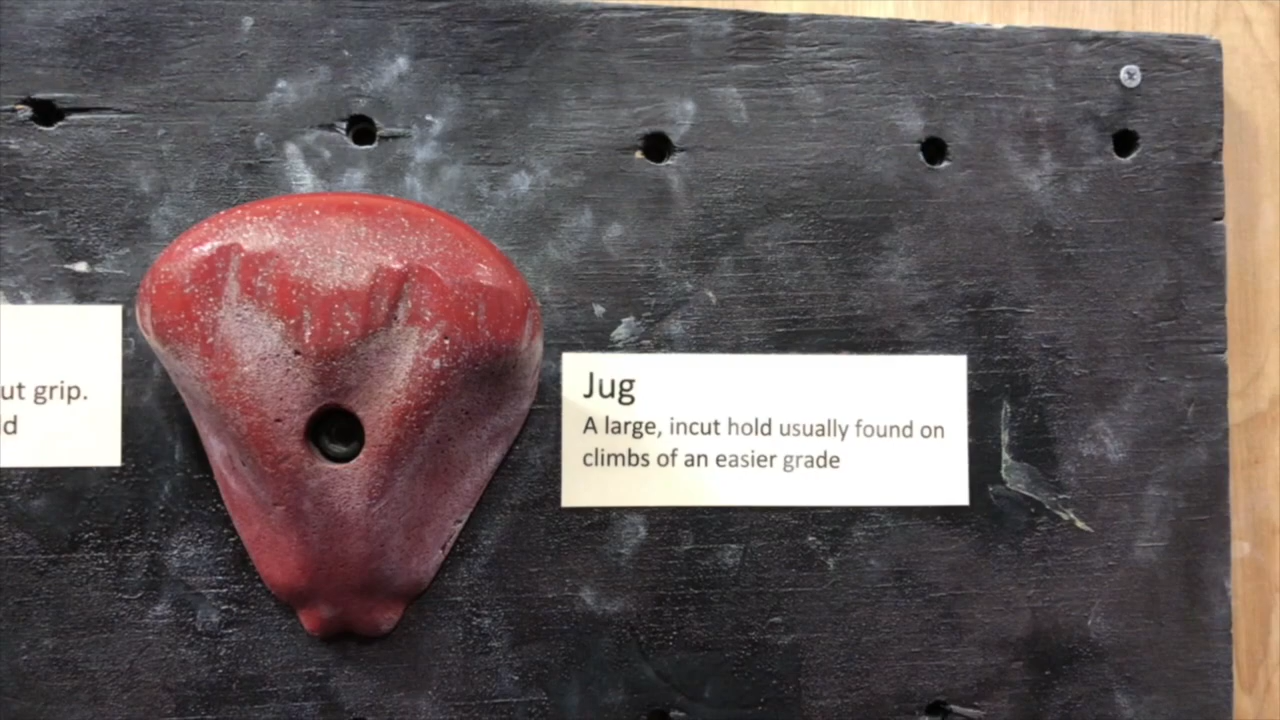 ut grip.
d
Jug
A large, incut hold usually found on
climbs of an easier grade